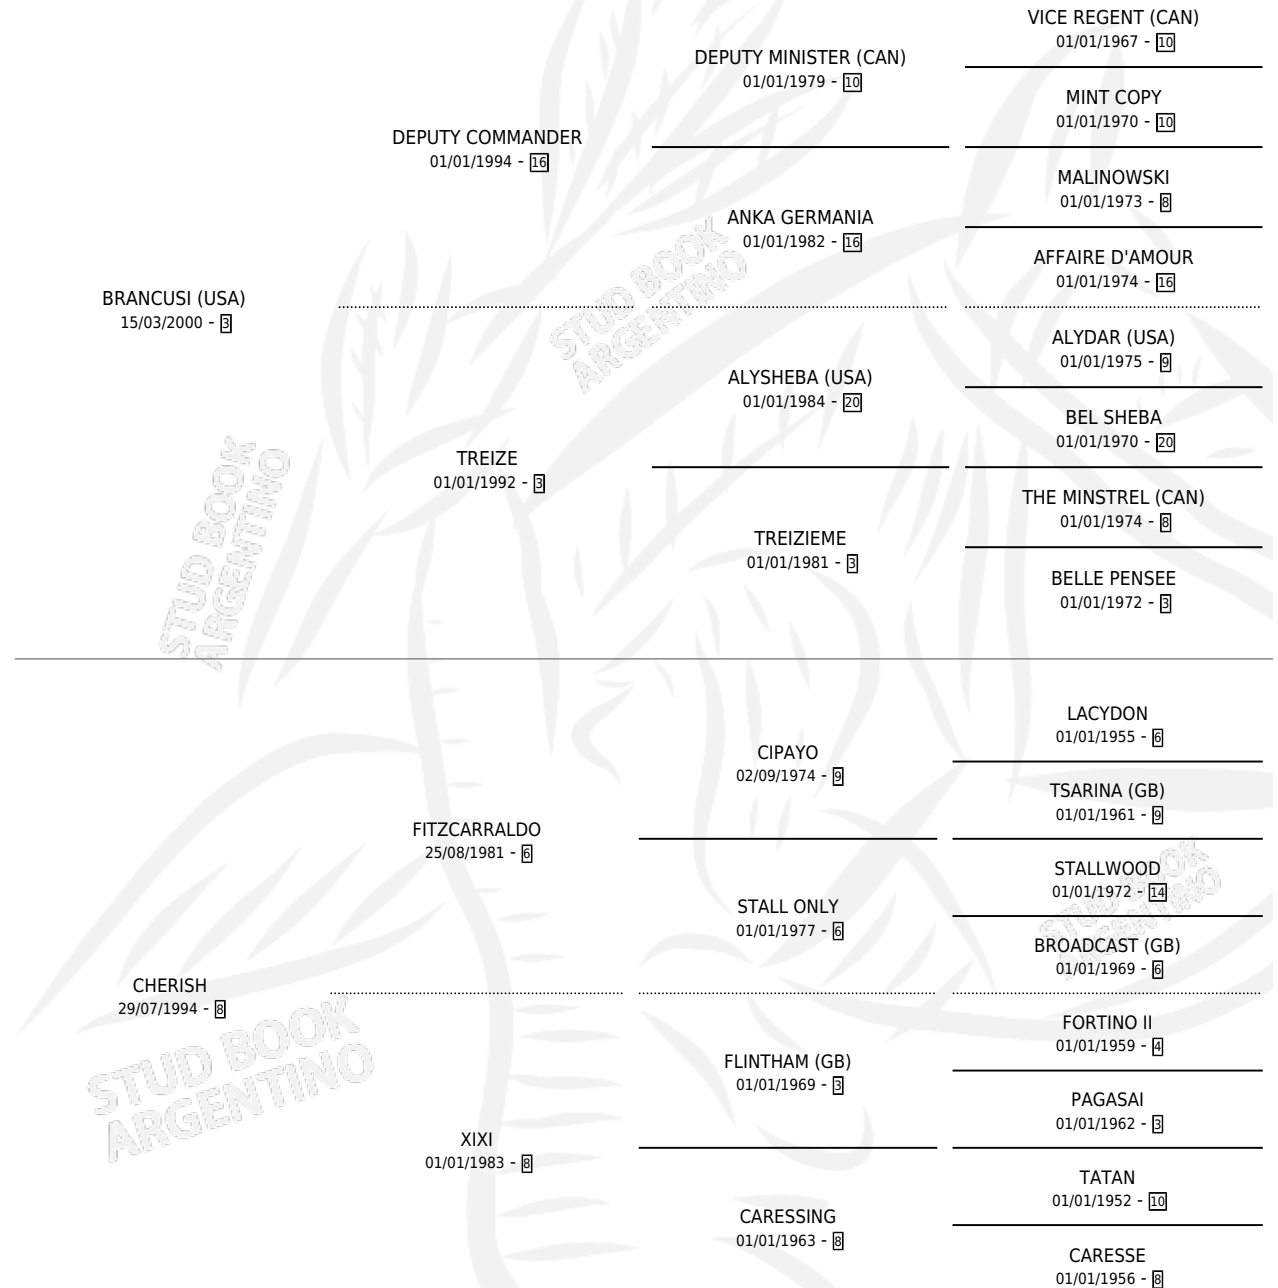 BRANCUSI (USA)
15/03/2000 - 3
DEPUTY COMMANDER
01/01/1994 - 16
TREIZE
01/01/1992 - 3
DEPUTY MINISTER (CAN)
01/01/1979 - 10
ANKA GERMANIA
01/01/1982 - 16
ALYSHEBA (USA)
01/01/1984 - 20
TREIZIEME
01/01/1981 - 3
VICE REGENT (CAN)
01/01/1967 - 10
MINT COPY
01/01/1970 - 10
MALINOWSKI
01/01/1973 - 8
AFFAIRE D'AMOUR
01/01/1974 - 16
ALYDAR (USA)
01/01/1975 - 9
BEL SHEBA
01/01/1970 - 20
THE MINSTREL (CAN)
01/01/1974 - 8
BELLE PENSEE
01/01/1972 - 3
CHERISH
29/07/1994 - 8
FITZCARRALDO
25/08/1981 - 6
XIXI
01/01/1983 - 8
CIPAYO
02/09/1974 - 9
STALL ONLY
01/01/1977 - 6
FLINTHAM (GB)
01/01/1969 - 3
CARESSING
01/01/1963 - 8
LACYDON
01/01/1955 - 6
TSARINA (GB)
01/01/1961 - 9
STALLWOOD
01/01/1972 - 14
BROADCAST (GB)
01/01/1969 - 6
FORTINO II
01/01/1959 - 4
PAGASAI
01/01/1962 - 3
TATAN
01/01/1952 - 10
CARESSE
01/01/1956 - 8
STUD BOOK
ARGENTINO
STUD BOOK
ARGENTINO
STUD BOOK
ARGENTINO
STUD BOOK
ARGENTINO